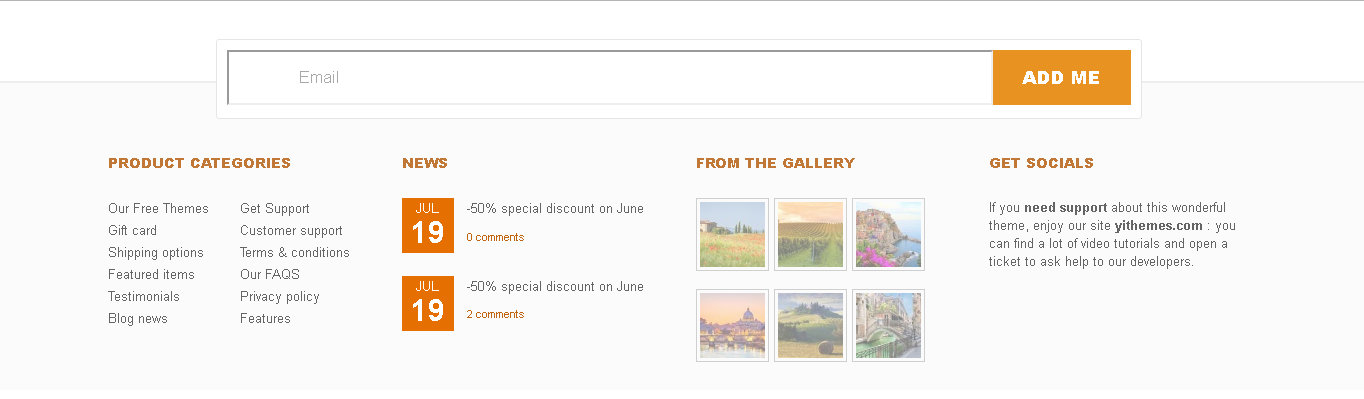 Email
ADD ME
PRODUCT CATEGORIES
Our Free Themes
Gift card
Shipping options
Featured items
Testimonials
Blog news
Get Support
Customer support
Terms & conditions
Our FAQS
Privacy policy
Features
NEWS
JUL
19
-50% special discount on June
0 comments
JUL
19
-50% special discount on June
2 comments
FROM THE GALLERY
GET SOCIALS
If you need support about this wonderful
theme, enjoy our site yithemes.com : you
can find a lot of video tutorials and open a
ticket to ask help to our developers.